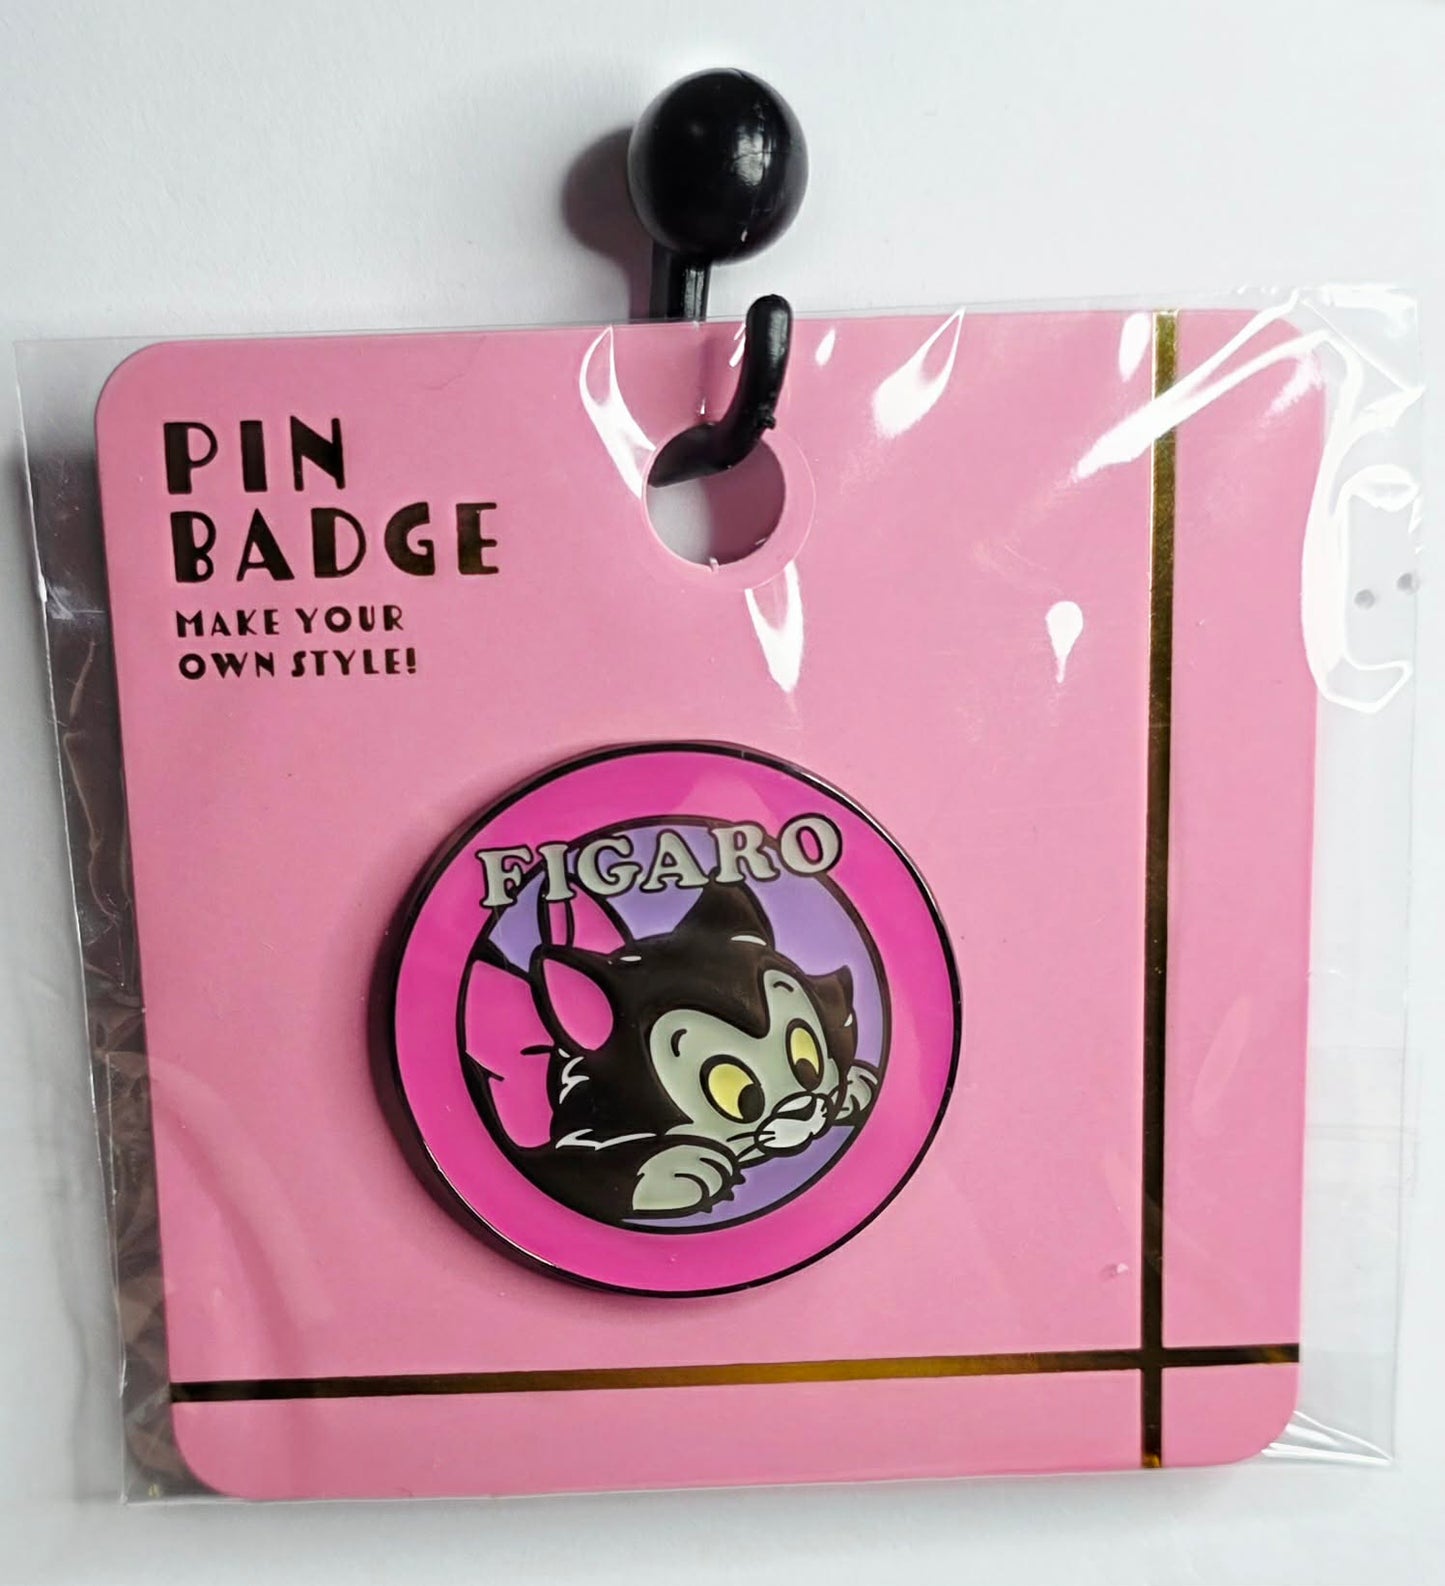 PIN
BADGE
MAKE YOUR
OWN STYLE!
FIGARO